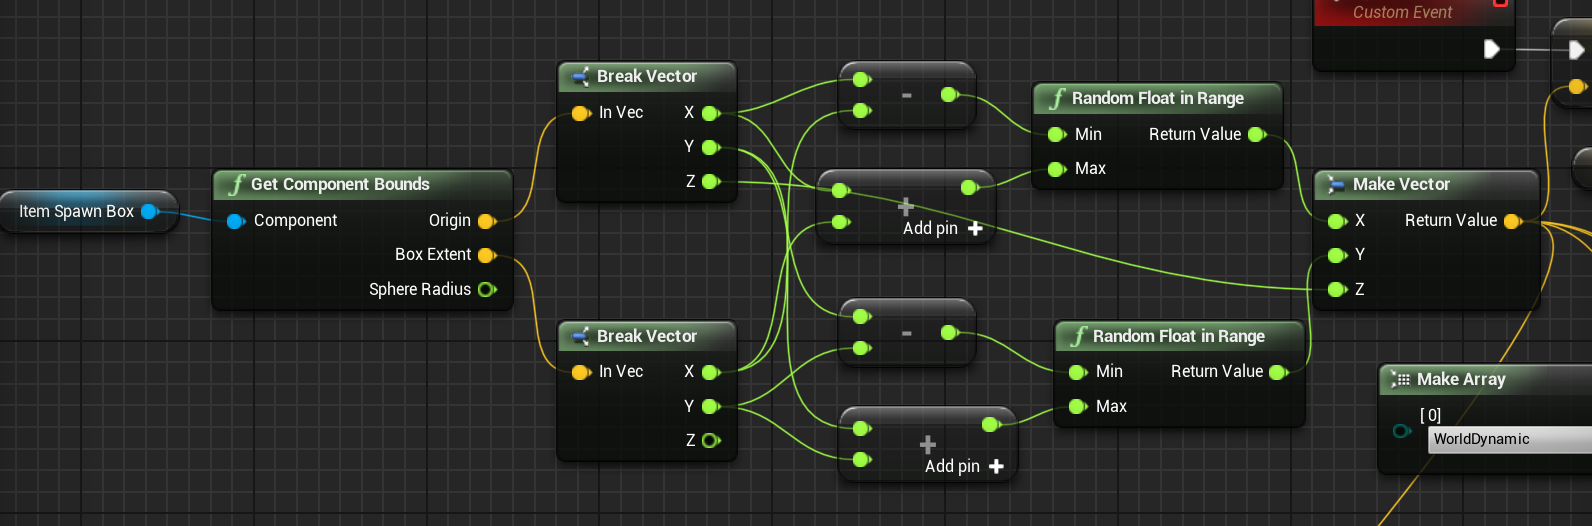 Custom Event
Break Vector
In Vec
X
Y
Z
-
Random Float in Range
Min
Return Value
Max
Get Component Bounds
Item Spawn Box
Component
Origin
Box Extent
Sphere Radius
+
Add pin +
Make Vector
X
Return Value
Y
Z
Break Vector
In Vec
X
Y
Z
-
Random Float in Range
Min
Return Value
Max
+
Add pin +
Make Array
[ 0]
WorldDynamic